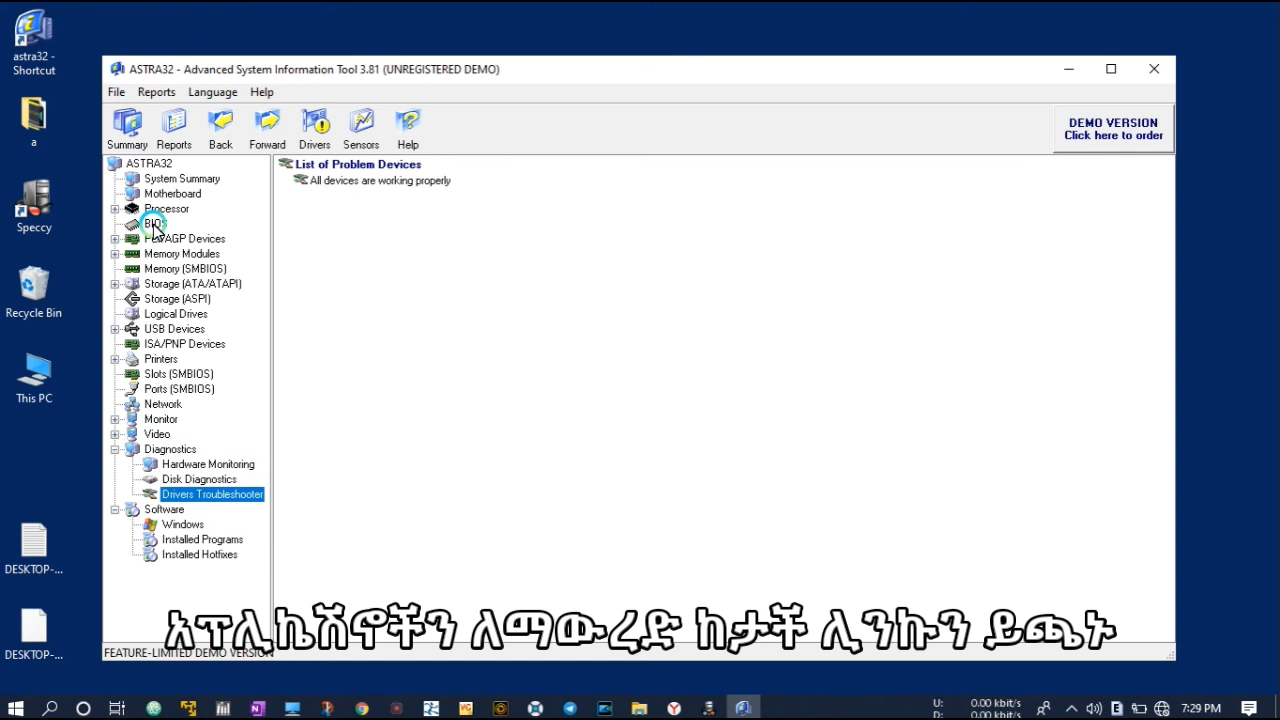 astra32 -
Shortcut
a
Speccy
Recycle Bin
This PC
DESKTOP-...
DESKTOP-...
ASTRA32 - Advanced System Information Tool 3.81 (UNREGISTERED DEMO)
File Reports Language Help
Summary Reports Back Forward Drivers Sensors Help
DEMO VERSION
Click here to order
ASTRA32
System Summary
Motherboard
Processor
BIOS
PCI/AGP Devices
Memory Modules
Memory (SMBIOS)
Storage (ATA/ATAPI)
Storage (ASPI)
Logical Drives
USB Devices
ISA/PNP Devices
Printers
Slots (SMBIOS)
Ports (SMBIOS)
Network
Monitor
Video
Diagnostics
Hardware Monitoring
Disk Diagnostics
Drivers Troubleshooter
Software
Windows
Installed Programs
Installed Hotfixes
List of Problem Devices
All devices are working properly
አፕሊኬሽኖችን ለማውረድ ከታች ሊንኩን ይጫኑ
FEATURE-LIMITED DEMO VERSION
U: 0.00 kbit/s
D: 0.00 kbit/s
7:29 PM